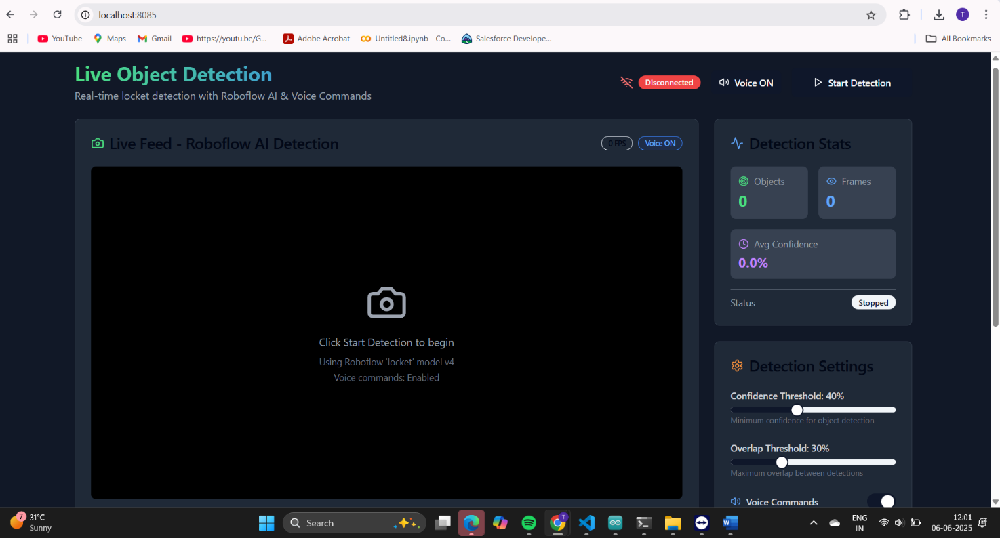 localhost:8085
T
YouTube
Maps
Gmail
https://youtu.be/G...
Adobe Acrobat
Untitled8.ipynb - Co...
Salesforce Develope...
All Bookmarks
Live Object Detection
Real-time locket detection with Roboflow AI & Voice Commands
Disconnected
Voice ON
Start Detection
Live Feed - Roboflow AI Detection
0 FPS
Voice ON
Click Start Detection to begin
Using Roboflow 'locket' model v4
Voice commands: Enabled
Detection Stats
Objects
0
Frames
0
Avg Confidence
0.0%
Status
Stopped
Detection Settings
Confidence Threshold: 40%
Minimum confidence for object detection
Overlap Threshold: 30%
Maximum overlap between detections
Voice Commands
7
31°C
Sunny
Search
T
W
ENG
IN
12:01
06-06-2025